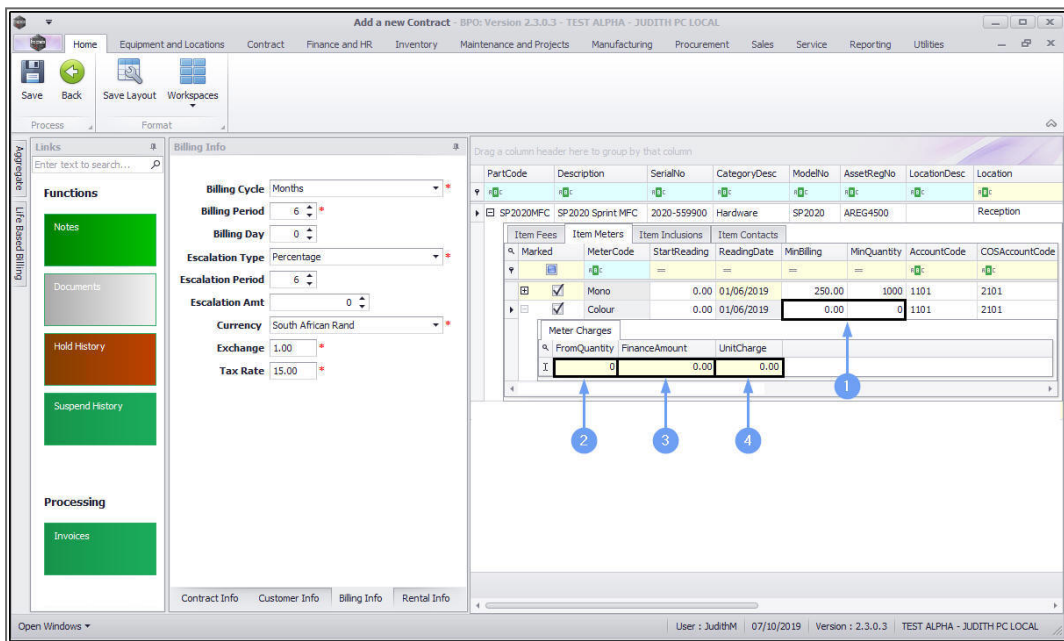 Add a new Contract - BPO: Version 2.3.0.3 - TEST ALPHA - JUDITH PC LOCAL
Home Equipment and Locations Contract Finance and HR Inventory Maintenance and Projects Manufacturing Procurement Sales Service Reporting Utilities
Save Back Save Layout Workspaces
Process Format
Aggregate
Life Based Billing
Links
Enter text to search...
Functions
Notes
Documents
Hold History
Suspend History
Processing
Invoices
Billing Info
Billing Cycle Months *
Billing Period 6 *
Billing Day 0
Escalation Type Percentage *
Escalation Period 6
Escalation Amt 0
Currency South African Rand *
Exchange 1.00 *
Tax Rate 15.00 *
Contract Info Customer Info Billing Info Rental Info
Drag a column header here to group by that column
PartCode Description SerialNo CategoryDesc ModelNo AssetRegNo LocationDesc Location
SP2020MFC SP2020 Sprint MFC 2020-559900 Hardware SP2020 AREG4500 Reception
Item Fees Item Meters Item Inclusions Item Contacts
Marked MeterCode StartReading ReadingDate MinBilling MinQuantity AccountCode COSAccountCode
= = = =
Mono 0.00 01/06/2019 250.00 1000 1101 2101
Colour 0.00 01/06/2019 0.00 0 1101 2101
Meter Charges
FromQuantity FinanceAmount UnitCharge
0 0.00 0.00
1
2 3 4
Open Windows User : JudithM 07/10/2019 Version : 2.3.0.3 TEST ALPHA - JUDITH PC LOCAL